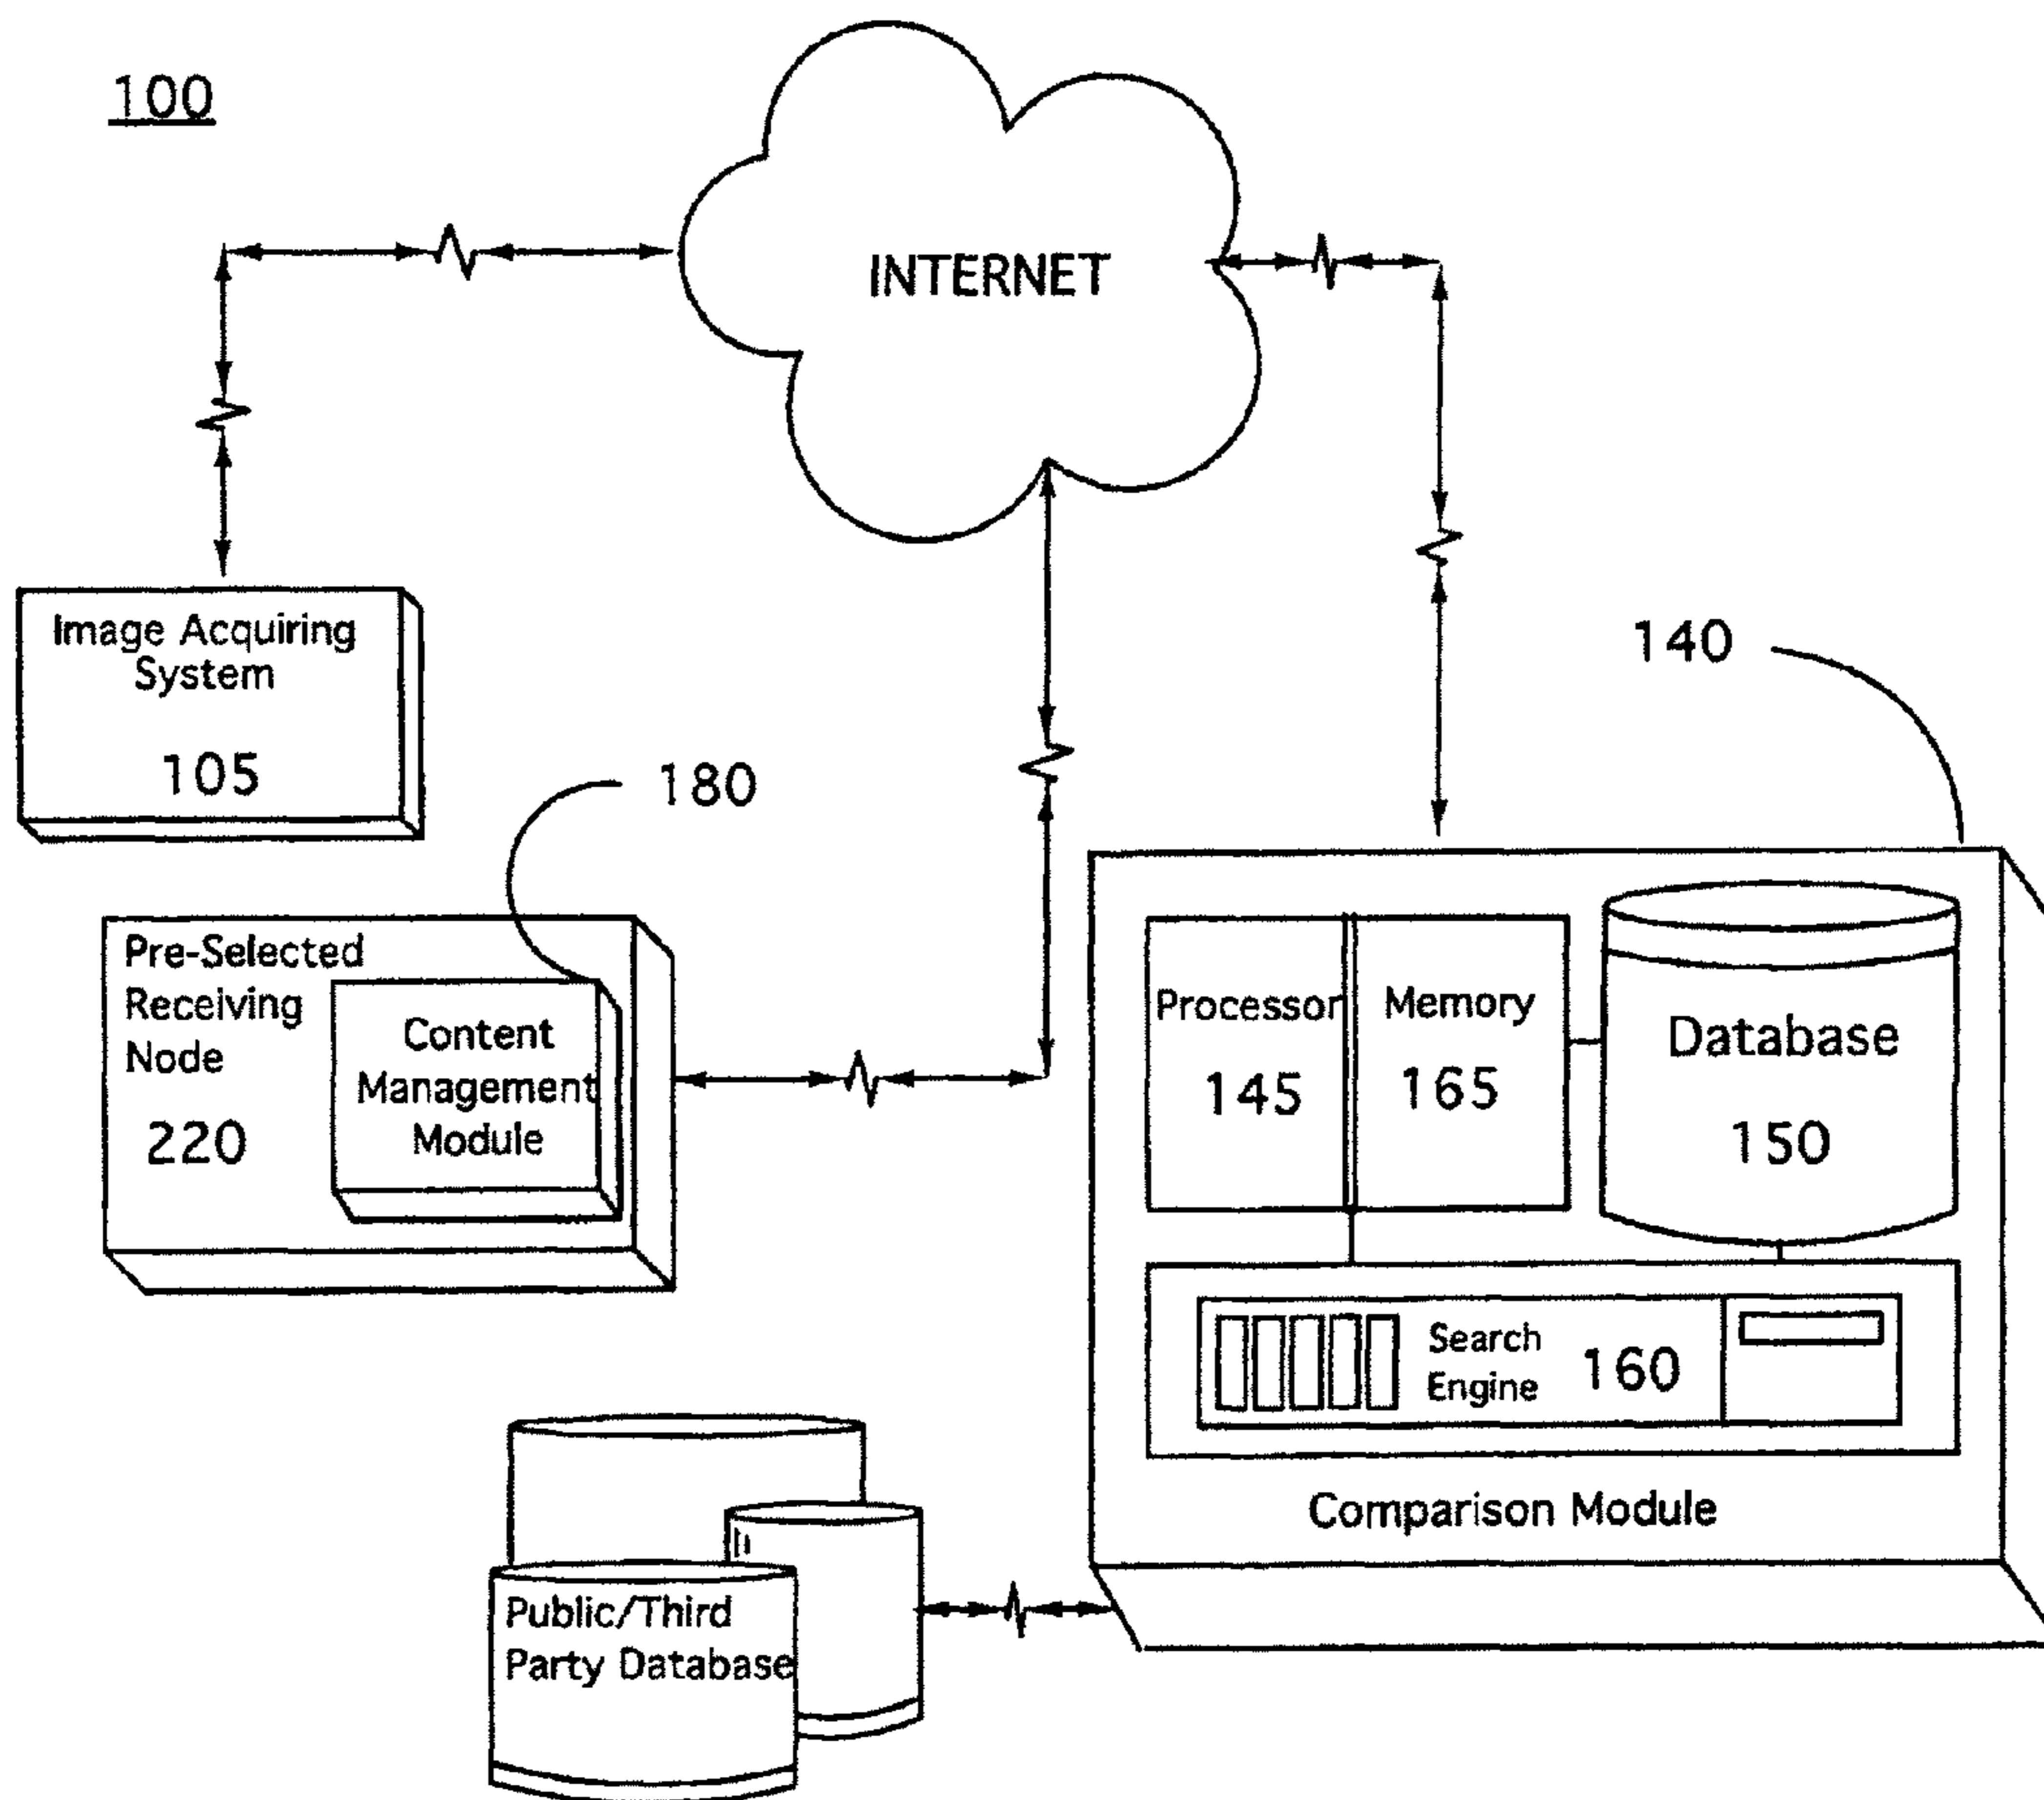 100
INTERNET
Image Acquiring
System
105
140
180
Pre-Selected
Receiving
Node
220
Content
Management
Module
Processor
145
Memory
165
Database
150
Search
Engine
160
Comparison Module
Public/Third
Party Database